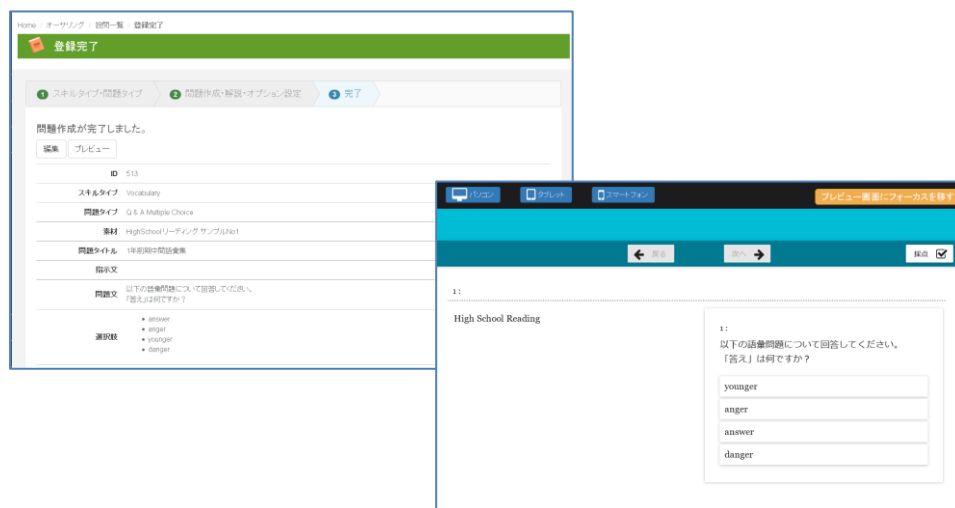 Home / オーサリング / 設問一覧 / 登録完了
登録完了
1 スキルタイプ・問題タイプ 2 問題作成・解説・オプション設定 3 完了
問題作成が完了しました。
編集 プレビュー
ID 513
スキルタイプ Vocabulary
問題タイプ Q & A Multiple Choice
素材 HighSchoolリーディング サンプルNo1
問題タイトル 1年前期中間語彙集
指示文
問題文 以下の語彙問題について回答してください。
「答え」は何ですか?
選択肢
• answer
• anger
• younger
• danger
パソコン タブレット スマートフォン プレビュー画面にフォーカスを移す
戻る 次へ 採点
1 :
High School Reading
1 :
以下の語彙問題について回答してください。
「答え」は何ですか?
younger
anger
answer
danger